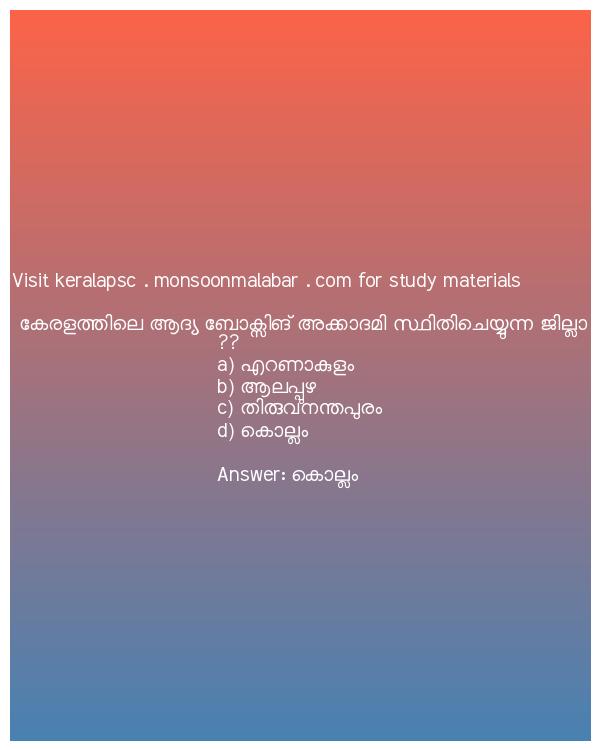 Visit keralapsc . monsoonmalabar . com for study materials
കേരളത്തിലെ ആദ്യ ബോക്സിങ് അക്കാദമി സ്ഥിതിചെയ്യുന്ന ജില്ലാ
??
a) എറണാകുളം
b) ആലപ്പുഴ
c) തിരുവനന്തപുരം
d) കൊല്ലം
Answer: കൊല്ലം